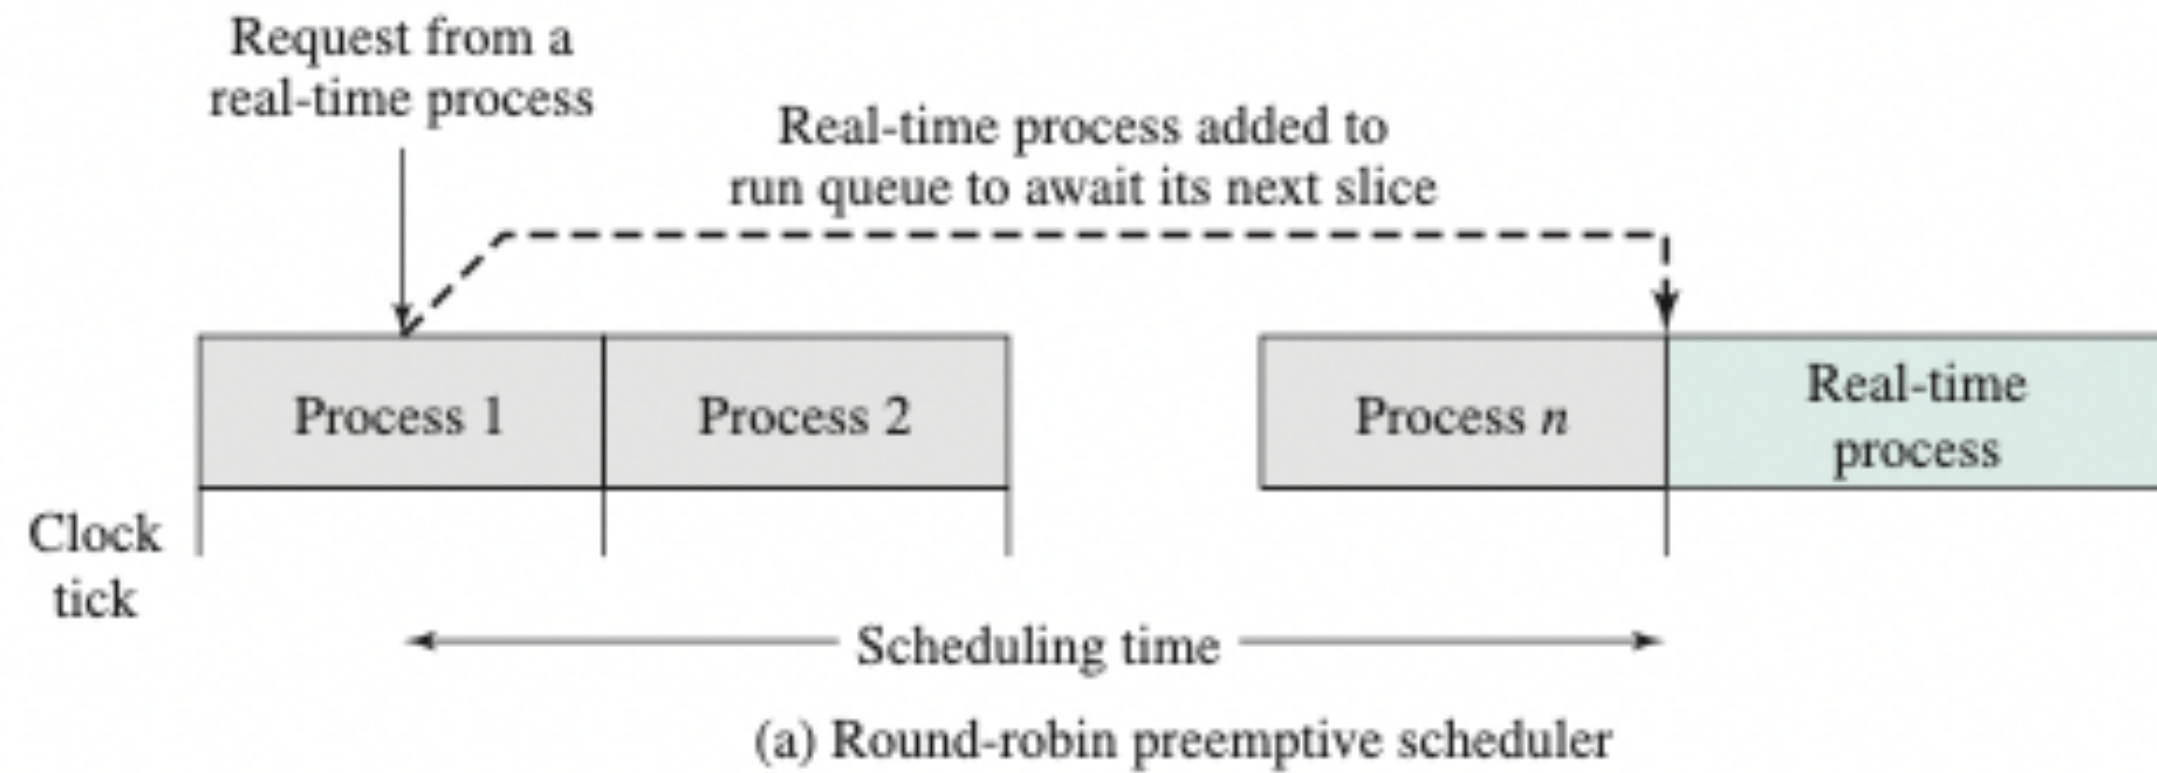 Request from a
real-time process
Real-time process added to
run queue to await its next slice
Process 1
Process 2
Process n
Real-time
process
Clock
tick
Scheduling time
(a) Round-robin preemptive scheduler